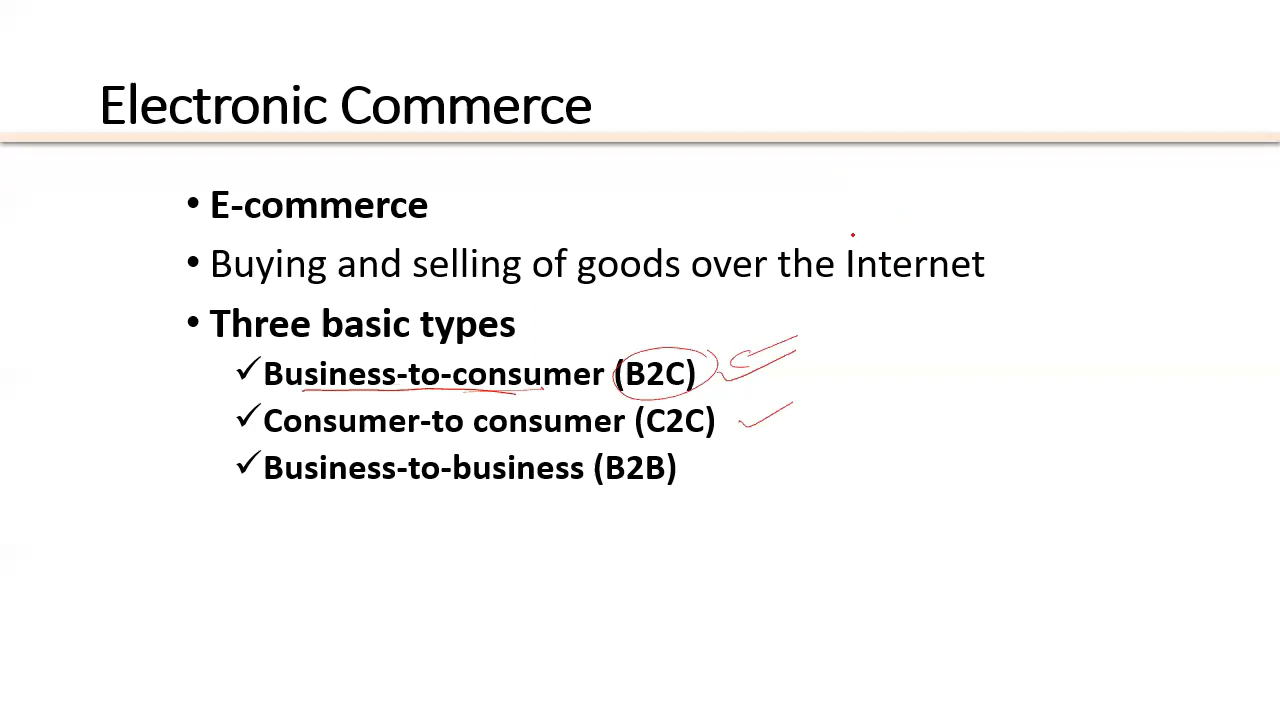 Electronic Commerce
• E-commerce
• Buying and selling of goods over the Internet
• Three basic types
✓Business-to-consumer (B2C)
✓Consumer-to consumer (C2C)
✓Business-to-business (B2B)